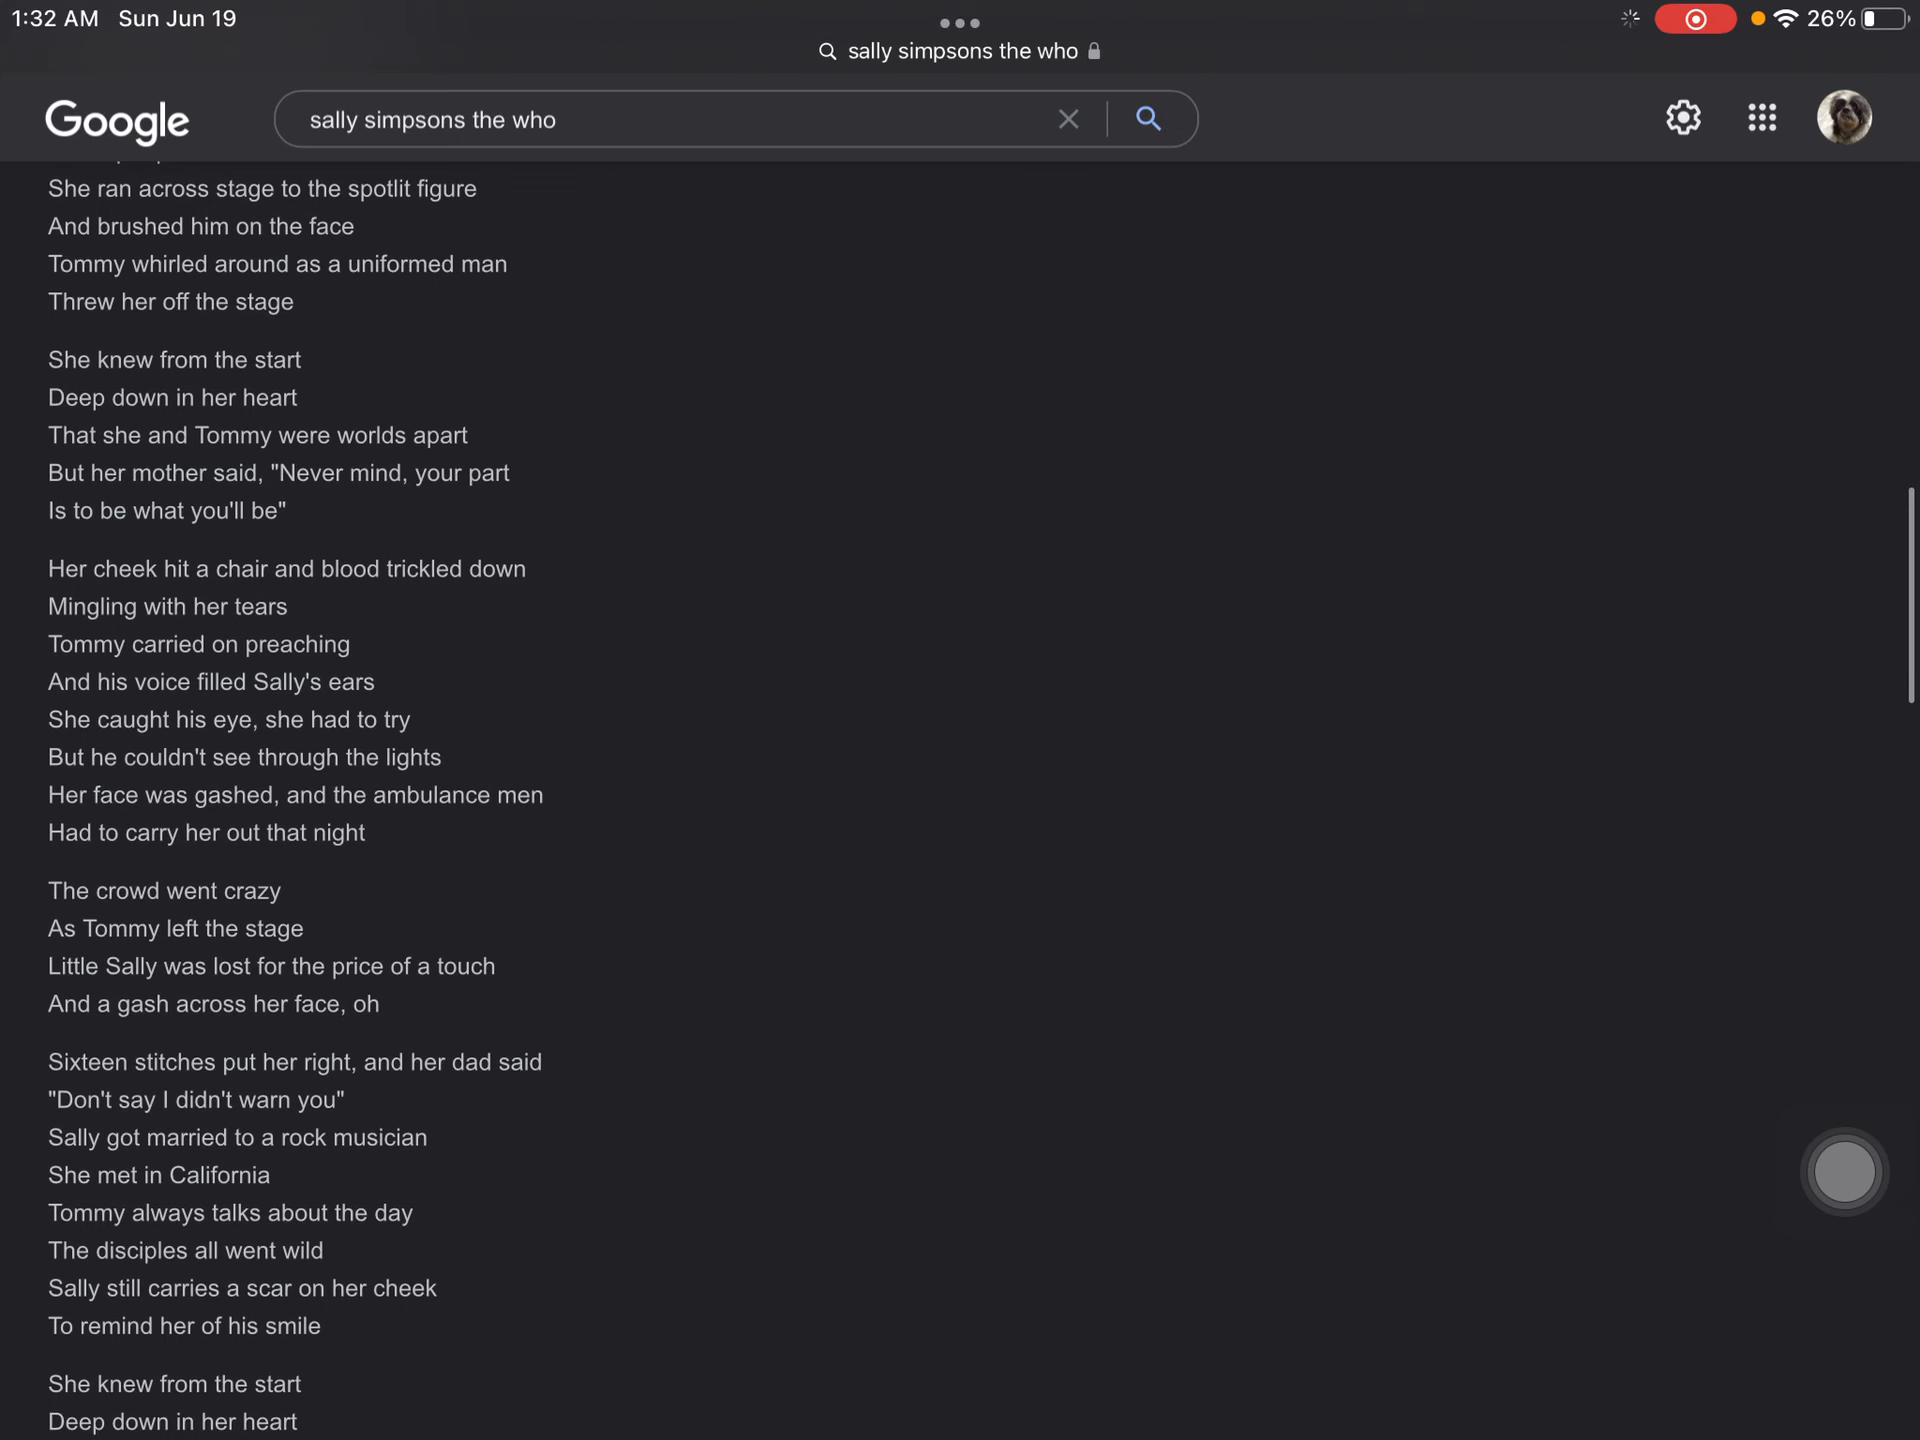 1:32 AM Sun Jun 19
26%
sally simpsons the who
Google
sally simpsons the who
She ran across stage to the spotlit figure
And brushed him on the face
Tommy whirled around as a uniformed man
Threw her off the stage
She knew from the start
Deep down in her heart
That she and Tommy were worlds apart
But her mother said, "Never mind, your part
Is to be what you'll be"
Her cheek hit a chair and blood trickled down
Mingling with her tears
Tommy carried on preaching
And his voice filled Sally's ears
She caught his eye, she had to try
But he couldn't see through the lights
Her face was gashed, and the ambulance men
Had to carry her out that night
The crowd went crazy
As Tommy left the stage
Little Sally was lost for the price of a touch
And a gash across her face, oh
Sixteen stitches put her right, and her dad said
"Don't say I didn't warn you"
Sally got married to a rock musician
She met in California
Tommy always talks about the day
The disciples all went wild
Sally still carries a scar on her cheek
To remind her of his smile
She knew from the start
Deep down in her heart